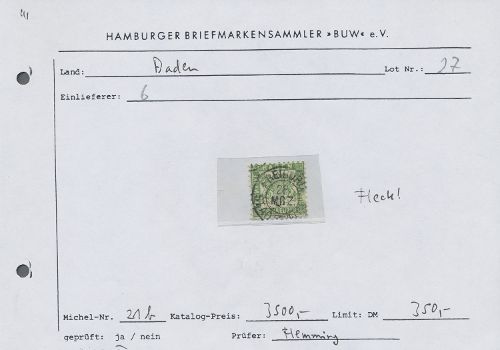 HAMBURGER BRIEFMARKENSAMMLER »BUW« e.V.
Land: Baden Lot Nr.: 27
Einlieferer: 6
Fleck!
Michel-Nr. 21b Katalog-Preis: 3500,- Limit: DM 350,-
geprüft: ja / nein Prüfer: Flemming